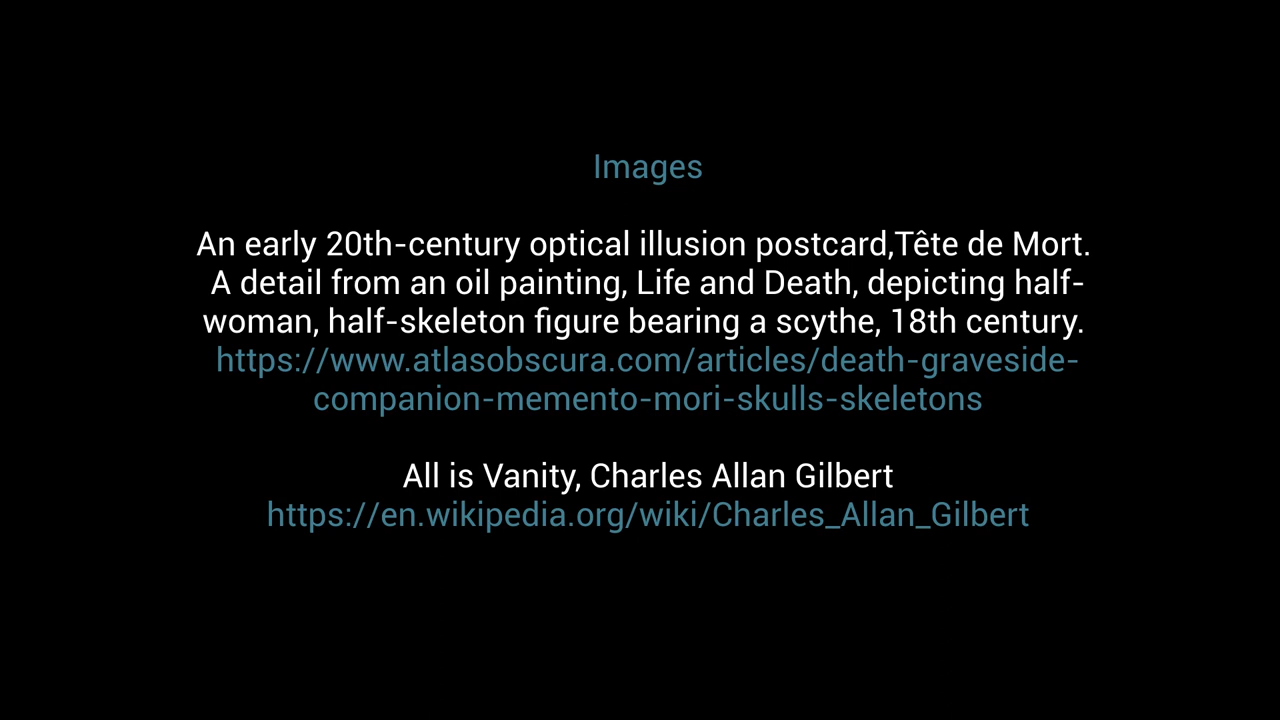 Images
An early 20th-century optical illusion postcard,Tête de Mort.
A detail from an oil painting, Life and Death, depicting half-
woman, half-skeleton figure bearing a scythe, 18th century.
https://www.atlasobscura.com/articles/death-graveside-
companion-memento-mori-skulls-skeletons
All is Vanity, Charles Allan Gilbert
https://en.wikipedia.org/wiki/Charles_Allan_Gilbert